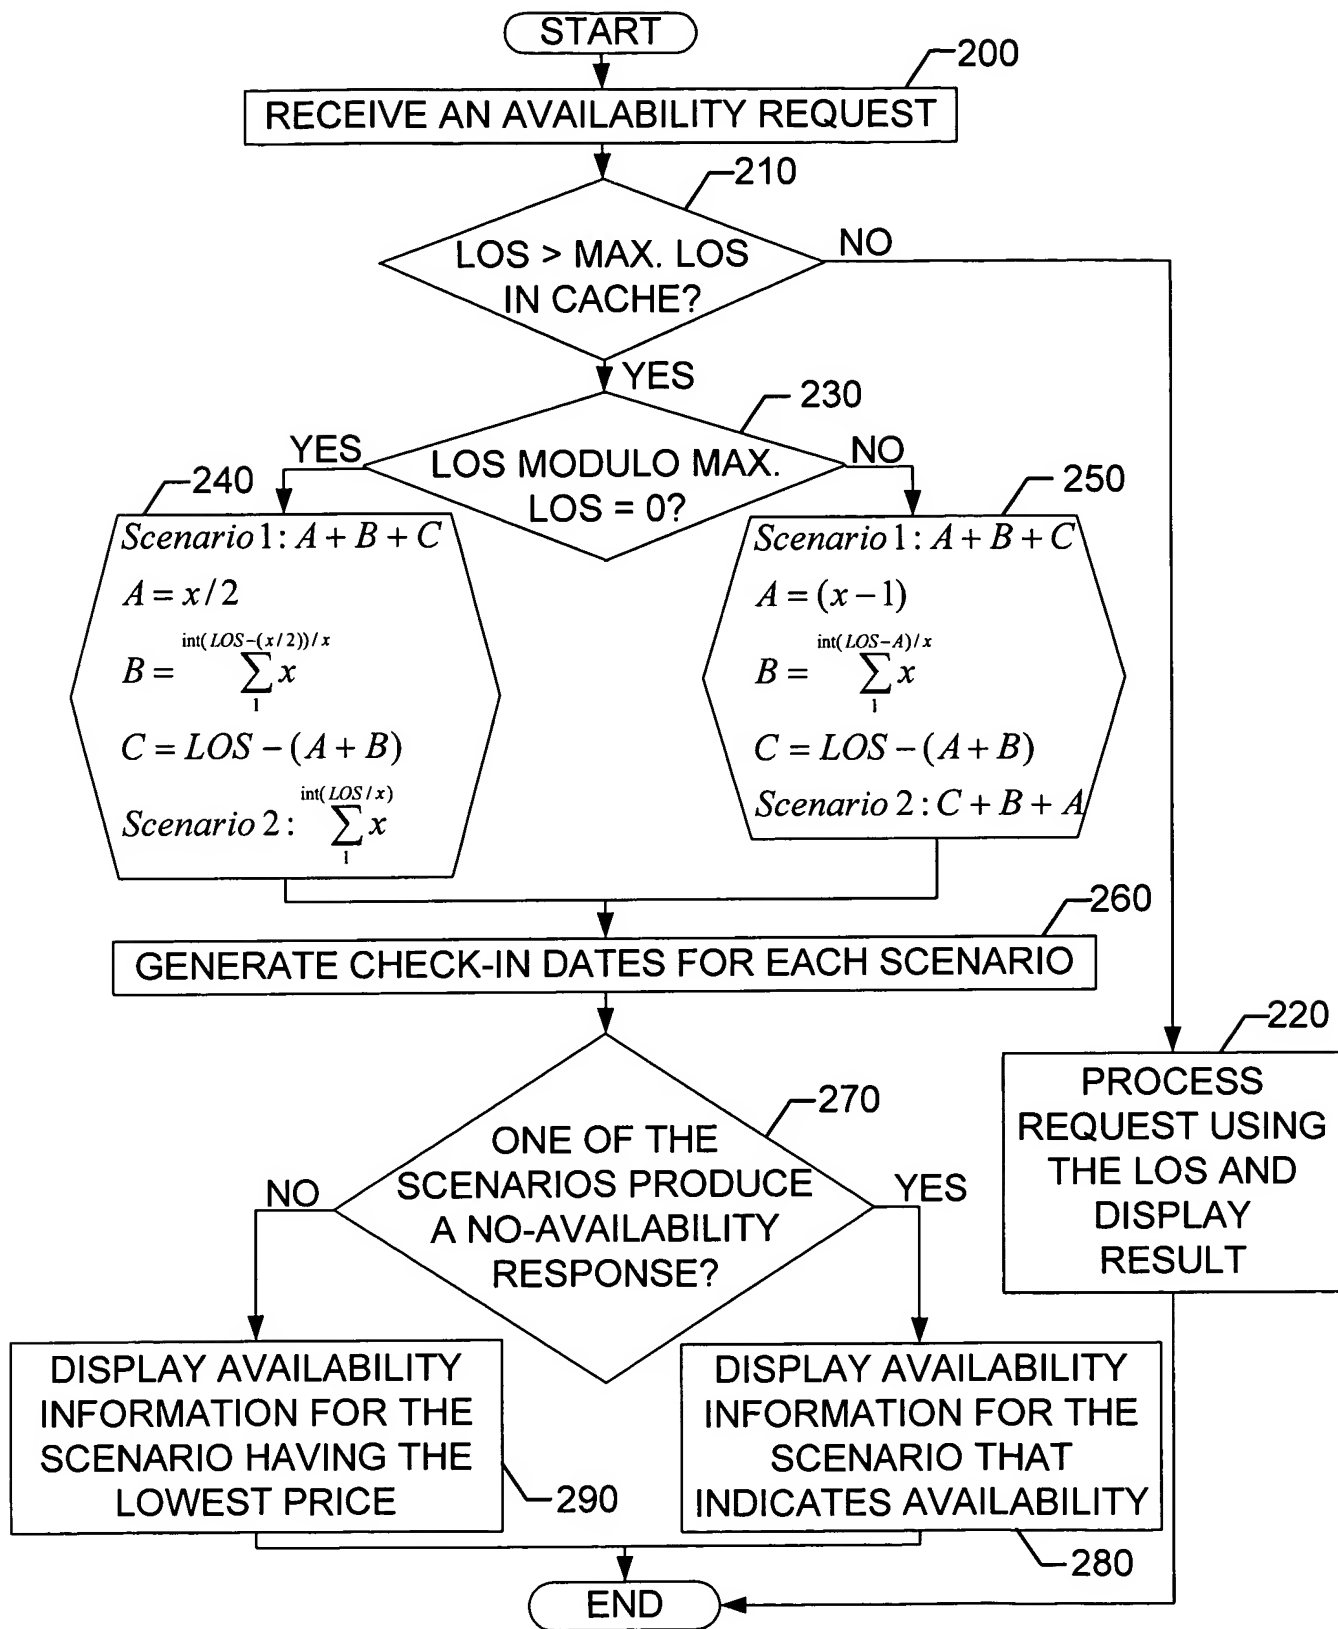 START
200
RECEIVE AN AVAILABILITY REQUEST
210
LOS > MAX. LOS
IN CACHE?
NO
YES
230
YES
LOS MODULO MAX.
LOS = 0?
NO
240
Scenario 1: A + B + C
A = x/2
int(LOS-(x/2))/x
B = ∑ x
1
C = LOS - (A + B)
int(LOS/x)
Scenario 2: ∑ x
1
250
Scenario 1: A + B + C
A = (x - 1)
int(LOS-A)/x
B = ∑ x
1
C = LOS - (A + B)
Scenario 2: C + B + A
260
GENERATE CHECK-IN DATES FOR EACH SCENARIO
220
PROCESS
REQUEST USING
THE LOS AND
DISPLAY
RESULT
270
ONE OF THE
SCENARIOS PRODUCE
A NO-AVAILABILITY
RESPONSE?
NO
YES
DISPLAY AVAILABILITY
INFORMATION FOR THE
SCENARIO HAVING THE
LOWEST PRICE
290
DISPLAY AVAILABILITY
INFORMATION FOR THE
SCENARIO THAT
INDICATES AVAILABILITY
280
END